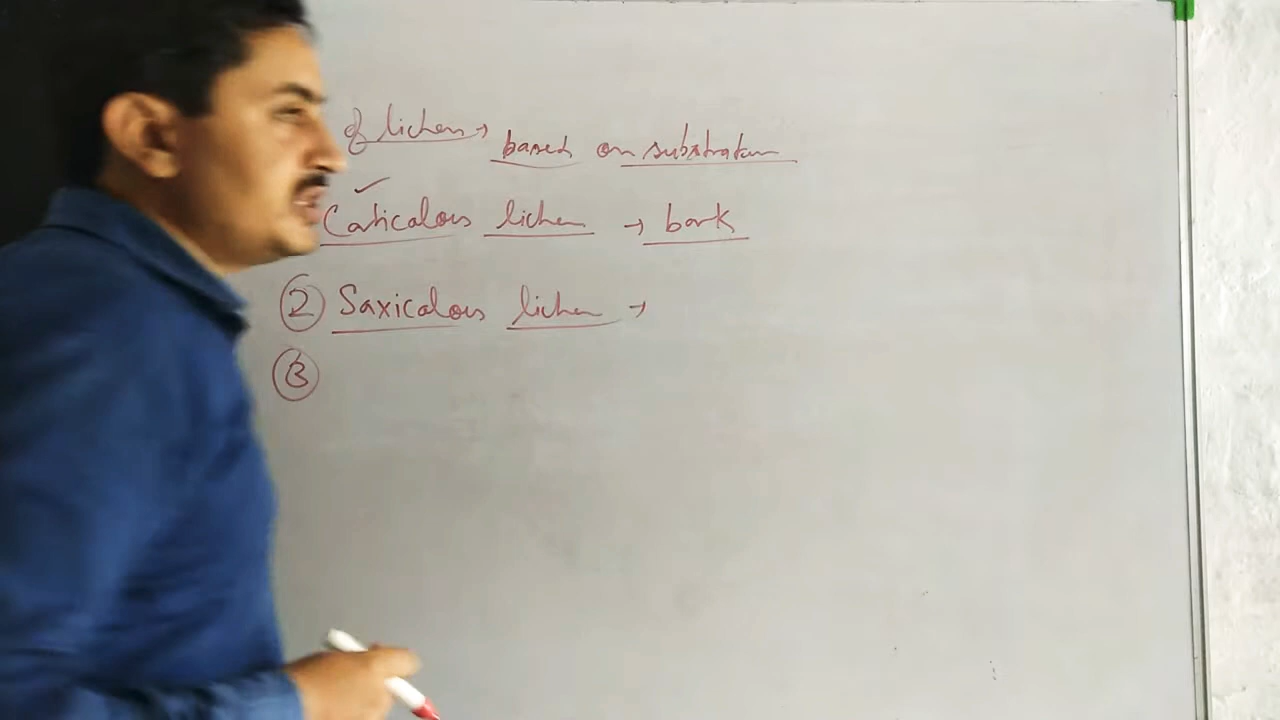 of lichen →
based on substratum
Corticolous lichen → bark
② Saxicolous lichen →
③